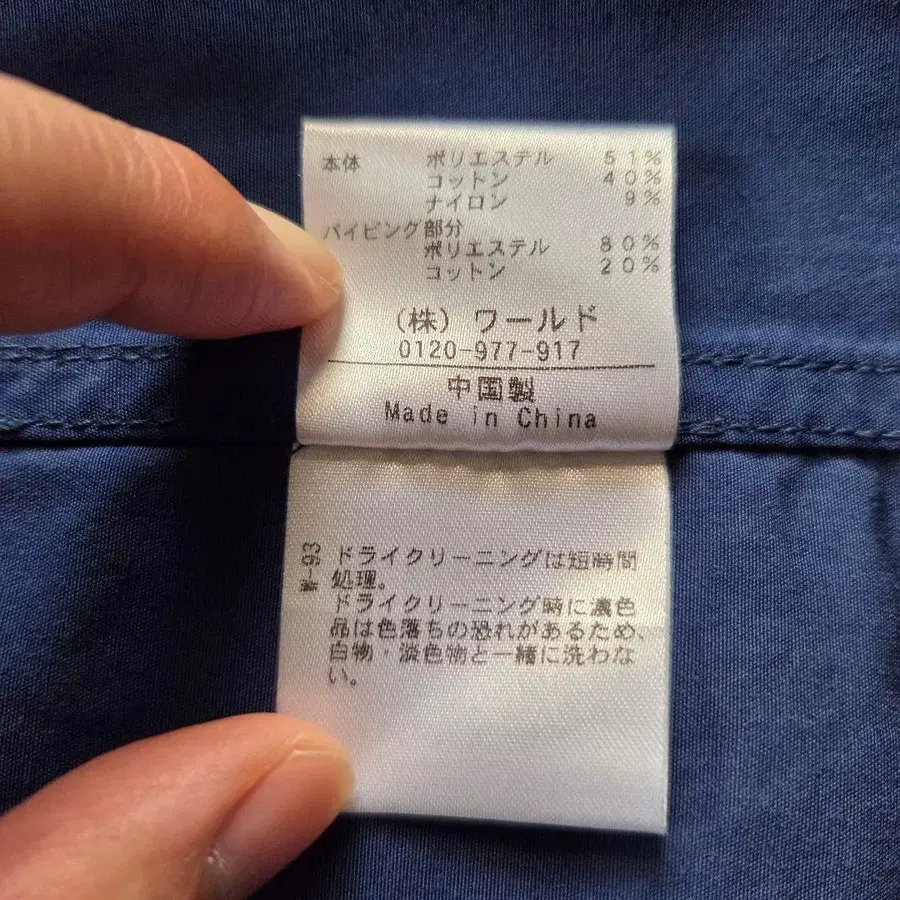 本体 ポリエステル 51%
コットン 40%
ナイロン 9%
パイピング部分
ポリエステル 80%
コットン 20%
(株) ワールド
0120-977-917
中国製
Made in China
ドライクリーニングは短時間
処理。
ドライクリーニング時に濃色
品は色落ちの恐れがあるため、
白物・淡色物と一緒に洗わな
い。